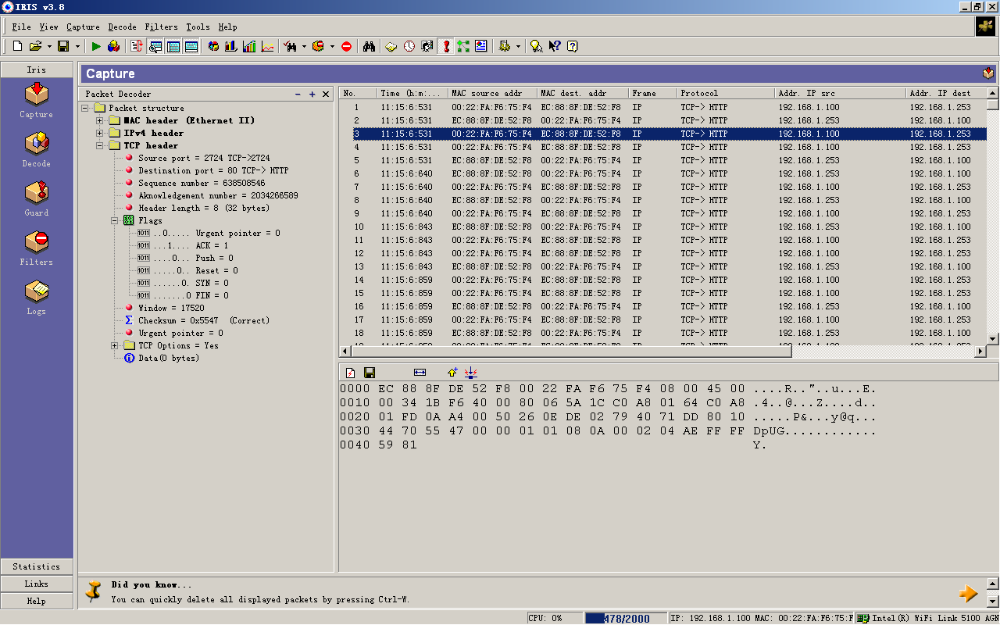 IRIS v3.8
File View Capture Decode Filters Tools Help
Iris
Capture
Decode
Guard
Filters
Logs
Statistics
Links
Help
Capture
Packet Decoder
Packet structure
MAC header (Ethernet II)
IPv4 header
TCP header
Source port = 2724 TCP->2724
Destination port = 80 TCP-> HTTP
Sequence number = 638508546
Aknowledgement number = 2034266589
Header length = 8 (32 bytes)
Flags
1011 ..0..... Urgent pointer = 0
1011 ...1.... ACK = 1
1011 ....0... Push = 0
1011 .....0.. Reset = 0
1011 ......0. SYN = 0
1011 .......0 FIN = 0
Window = 17520
Σ Checksum = 0x5547 (Correct)
Urgent pointer = 0
TCP Options = Yes
Data(0 bytes)
No. Time (h:m:... MAC source addr MAC dest. addr Frame Protocol Addr. IP src Addr. IP dest
1 11:15:6:531 00:22:FA:F6:75:F4 EC:88:8F:DE:52:F8 IP TCP-> HTTP 192.168.1.100 192.168.1.253
2 11:15:6:531 EC:88:8F:DE:52:F8 00:22:FA:F6:75:F4 IP TCP-> HTTP 192.168.1.253 192.168.1.100
3 11:15:6:531 00:22:FA:F6:75:F4 EC:88:8F:DE:52:F8 IP TCP-> HTTP 192.168.1.100 192.168.1.253
4 11:15:6:531 00:22:FA:F6:75:F4 EC:88:8F:DE:52:F8 IP TCP-> HTTP 192.168.1.100 192.168.1.253
5 11:15:6:531 EC:88:8F:DE:52:F8 00:22:FA:F6:75:F4 IP TCP-> HTTP 192.168.1.253 192.168.1.100
6 11:15:6:640 EC:88:8F:DE:52:F8 00:22:FA:F6:75:F4 IP TCP-> HTTP 192.168.1.253 192.168.1.100
7 11:15:6:640 00:22:FA:F6:75:F4 EC:88:8F:DE:52:F8 IP TCP-> HTTP 192.168.1.100 192.168.1.253
8 11:15:6:640 EC:88:8F:DE:52:F8 00:22:FA:F6:75:F4 IP TCP-> HTTP 192.168.1.253 192.168.1.100
9 11:15:6:640 00:22:FA:F6:75:F4 EC:88:8F:DE:52:F8 IP TCP-> HTTP 192.168.1.100 192.168.1.253
10 11:15:6:843 00:22:FA:F6:75:F4 EC:88:8F:DE:52:F8 IP TCP-> HTTP 192.168.1.100 192.168.1.253
11 11:15:6:843 EC:88:8F:DE:52:F8 00:22:FA:F6:75:F4 IP TCP-> HTTP 192.168.1.253 192.168.1.100
12 11:15:6:843 00:22:FA:F6:75:F4 EC:88:8F:DE:52:F8 IP TCP-> HTTP 192.168.1.100 192.168.1.253
13 11:15:6:843 00:22:FA:F6:75:F4 EC:88:8F:DE:52:F8 IP TCP-> HTTP 192.168.1.100 192.168.1.253
14 11:15:6:859 EC:88:8F:DE:52:F8 00:22:FA:F6:75:F4 IP TCP-> HTTP 192.168.1.253 192.168.1.100
15 11:15:6:859 00:22:FA:F6:75:F4 EC:88:8F:DE:52:F8 IP TCP-> HTTP 192.168.1.100 192.168.1.253
16 11:15:6:859 EC:88:8F:DE:52:F8 00:22:FA:F6:75:F4 IP TCP-> HTTP 192.168.1.253 192.168.1.100
17 11:15:6:859 00:22:FA:F6:75:F4 EC:88:8F:DE:52:F8 IP TCP-> HTTP 192.168.1.100 192.168.1.253
18 11:15:6:859 EC:88:8F:DE:52:F8 00:22:FA:F6:75:F4 IP TCP-> HTTP 192.168.1.253 192.168.1.100
0000 EC 88 8F DE 52 F8 00 22 FA F6 75 F4 08 00 45 00 ....R.."..u...E.
0010 00 34 1B F6 40 00 80 06 5A 1C C0 A8 01 64 C0 A8 .4..@...Z....d..
0020 01 FD 0A A4 00 50 26 0E DE 02 79 40 71 DD 80 10 .....P&...y@q...
0030 44 70 55 47 00 00 01 01 08 0A 00 02 04 AE FF FF DpUG............
0040 59 81 Y.
Did you know...
You can quickly delete all displayed packets by pressing Ctrl-W.
CPU: 0% 478/2000 IP: 192.168.1.100 MAC: 00:22:FA:F6:75:F Intel(R) WiFi Link 5100 AGN